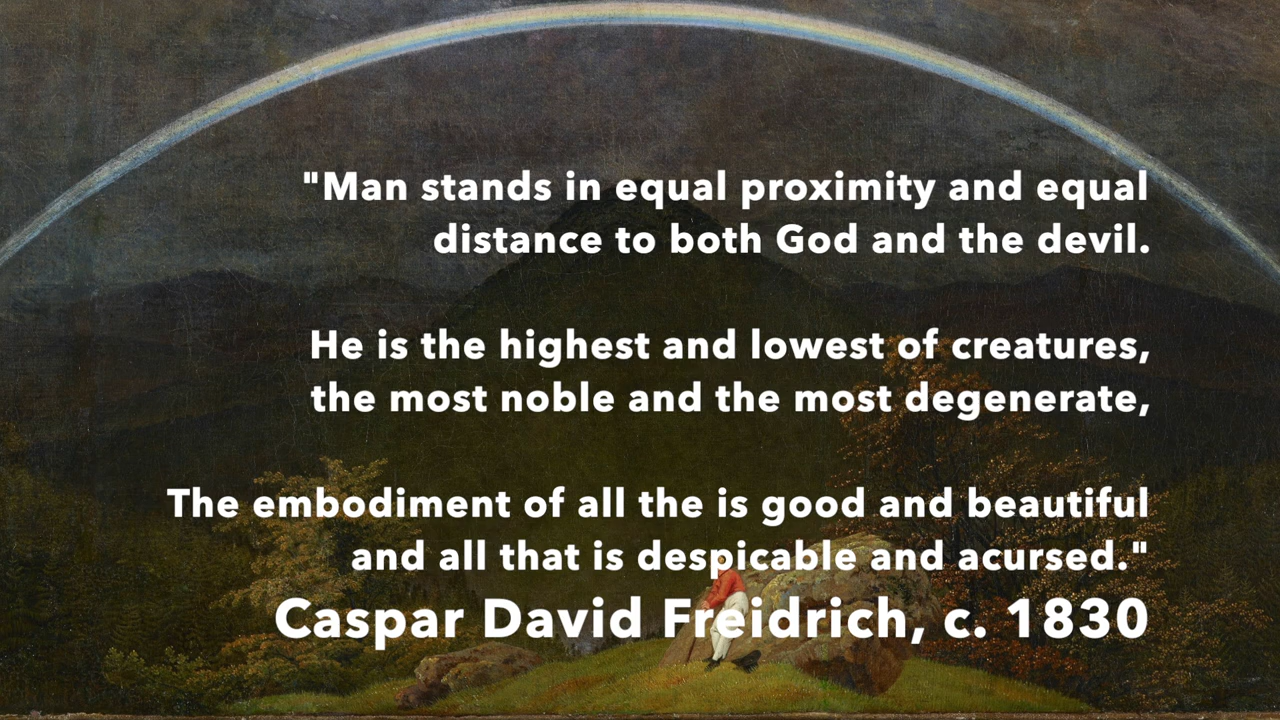 "Man stands in equal proximity and equal
distance to both God and the devil.
He is the highest and lowest of creatures,
the most noble and the most degenerate,
The embodiment of all the is good and beautiful
and all that is despicable and acursed."
Caspar David Freidrich, c. 1830